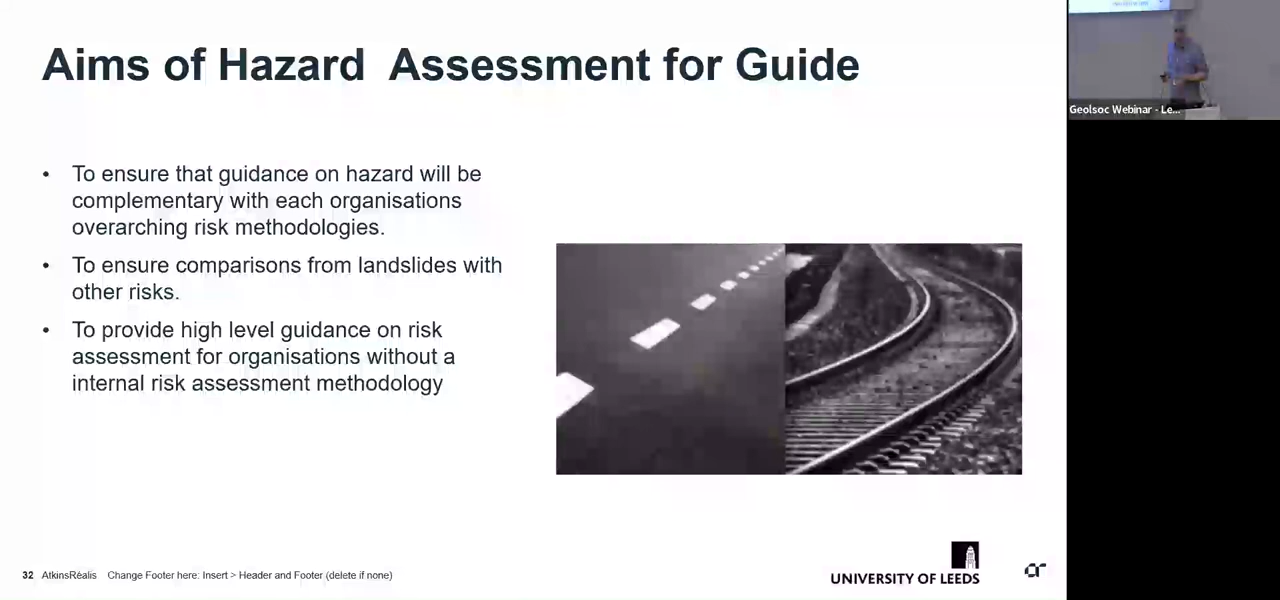 Aims of Hazard  Assessment for Guide
• To ensure that guidance on hazard will be
complementary with each organisations
overarching risk methodologies.
• To ensure comparisons from landslides with
other risks.
• To provide high level guidance on risk
assessment for organisations without a
internal risk assessment methodology
32 AtkinsRéalis Change Footer here: Insert > Header and Footer (delete if none)
UNIVERSITY OF LEEDS
Geolsoc Webinar - Le...